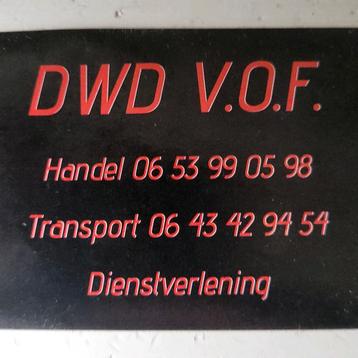 DWD V.O.F.
Handel 06 53 99 05 98
Transport 06 43 42 94 54
Dienstverlening